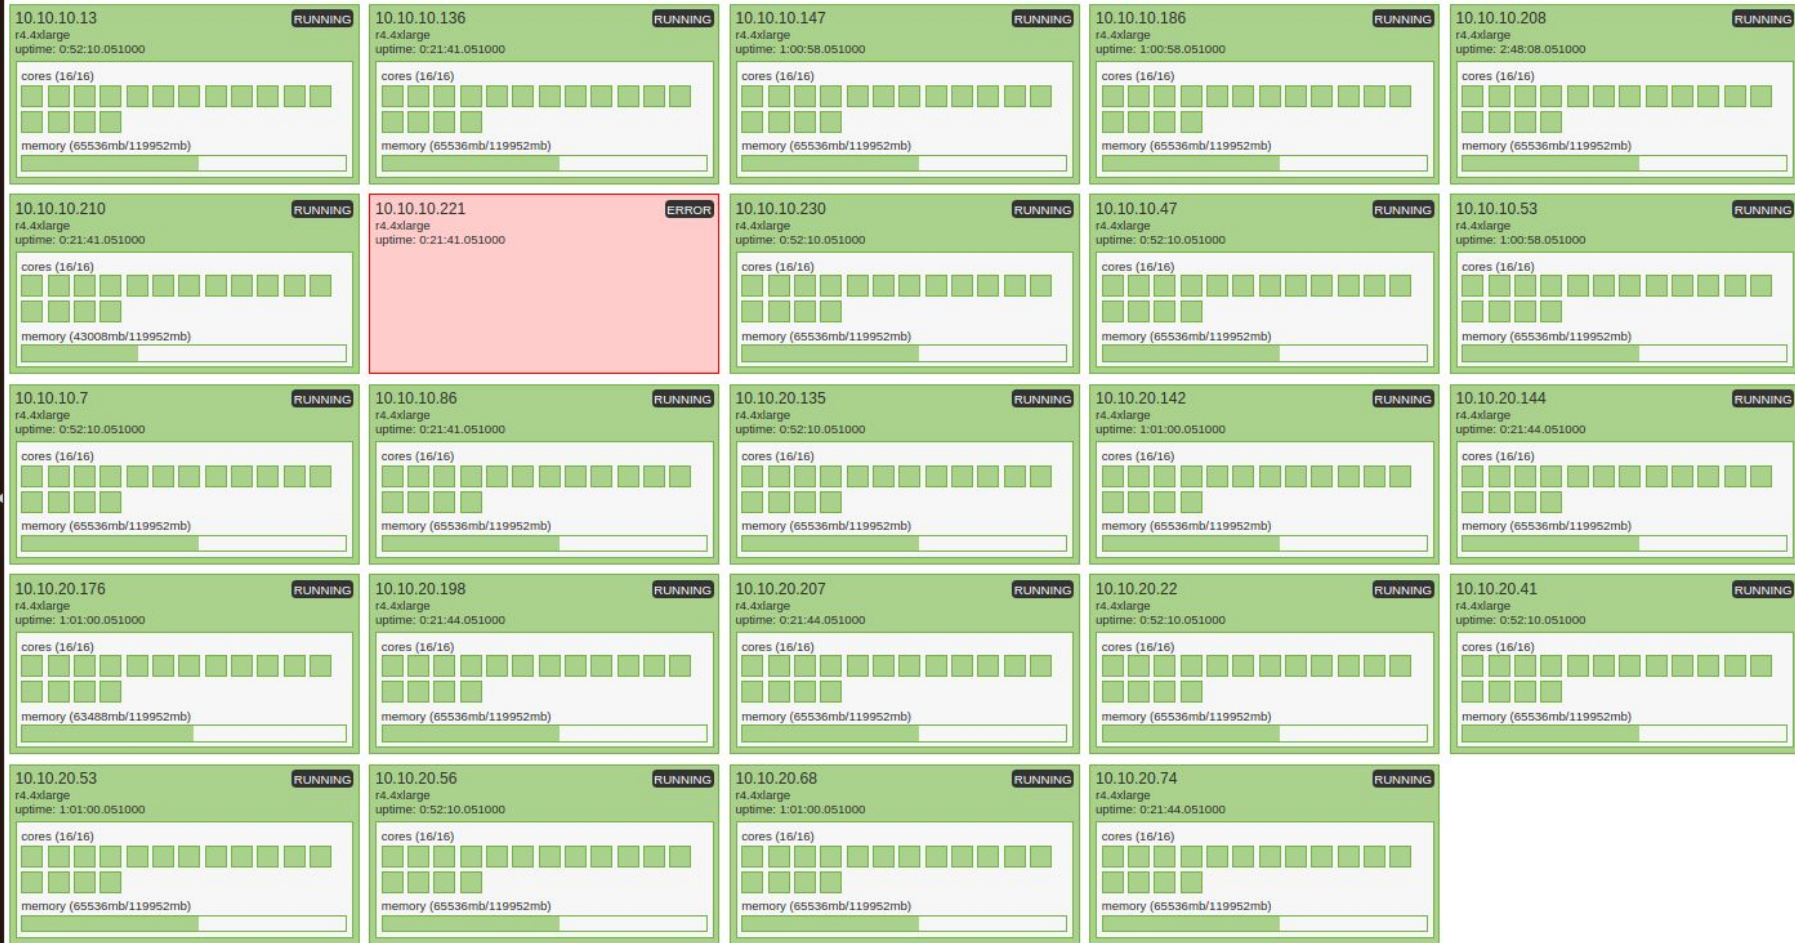 10.10.10.13 RUNNING
r4.4xlarge
uptime: 0:52:10.051000
cores (16/16)
memory (65536mb/119952mb)
10.10.10.136 RUNNING
r4.4xlarge
uptime: 0:21:41.051000
cores (16/16)
memory (65536mb/119952mb)
10.10.10.147 RUNNING
r4.4xlarge
uptime: 1:00:58.051000
cores (16/16)
memory (65536mb/119952mb)
10.10.10.186 RUNNING
r4.4xlarge
uptime: 1:00:58.051000
cores (16/16)
memory (65536mb/119952mb)
10.10.10.208 RUNNING
r4.4xlarge
uptime: 2:48:08.051000
cores (16/16)
memory (65536mb/119952mb)
10.10.10.210 RUNNING
r4.4xlarge
uptime: 0:21:41.051000
cores (16/16)
memory (43008mb/119952mb)
10.10.10.221 ERROR
r4.4xlarge
uptime: 0:21:41.051000
10.10.10.230 RUNNING
r4.4xlarge
uptime: 0:52:10.051000
cores (16/16)
memory (65536mb/119952mb)
10.10.10.47 RUNNING
r4.4xlarge
uptime: 0:52:10.051000
cores (16/16)
memory (65536mb/119952mb)
10.10.10.53 RUNNING
r4.4xlarge
uptime: 1:00:58.051000
cores (16/16)
memory (65536mb/119952mb)
10.10.10.7 RUNNING
r4.4xlarge
uptime: 0:52:10.051000
cores (16/16)
memory (65536mb/119952mb)
10.10.10.86 RUNNING
r4.4xlarge
uptime: 0:21:41.051000
cores (16/16)
memory (65536mb/119952mb)
10.10.20.135 RUNNING
r4.4xlarge
uptime: 0:52:10.051000
cores (16/16)
memory (65536mb/119952mb)
10.10.20.142 RUNNING
r4.4xlarge
uptime: 1:01:00.051000
cores (16/16)
memory (65536mb/119952mb)
10.10.20.144 RUNNING
r4.4xlarge
uptime: 0:21:44.051000
cores (16/16)
memory (65536mb/119952mb)
10.10.20.176 RUNNING
r4.4xlarge
uptime: 1:01:00.051000
cores (16/16)
memory (63488mb/119952mb)
10.10.20.198 RUNNING
r4.4xlarge
uptime: 0:21:44.051000
cores (16/16)
memory (65536mb/119952mb)
10.10.20.207 RUNNING
r4.4xlarge
uptime: 0:21:44.051000
cores (16/16)
memory (65536mb/119952mb)
10.10.20.22 RUNNING
r4.4xlarge
uptime: 0:52:10.051000
cores (16/16)
memory (65536mb/119952mb)
10.10.20.41 RUNNING
r4.4xlarge
uptime: 0:52:10.051000
cores (16/16)
memory (65536mb/119952mb)
10.10.20.53 RUNNING
r4.4xlarge
uptime: 1:01:00.051000
cores (16/16)
memory (65536mb/119952mb)
10.10.20.56 RUNNING
r4.4xlarge
uptime: 0:52:10.051000
cores (16/16)
memory (65536mb/119952mb)
10.10.20.68 RUNNING
r4.4xlarge
uptime: 1:01:00.051000
cores (16/16)
memory (65536mb/119952mb)
10.10.20.74 RUNNING
r4.4xlarge
uptime: 0:21:44.051000
cores (16/16)
memory (65536mb/119952mb)